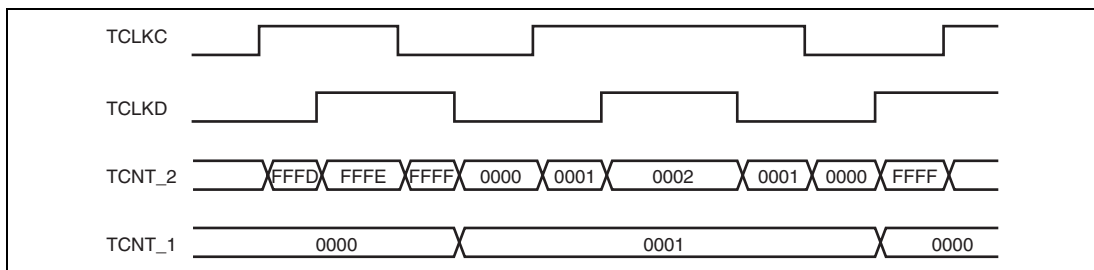 TCLKC
TCLKD
TCNT_2 FFFD FFFE FFFF 0000 0001 0002 0001 0000 FFFF
TCNT_1 0000 0001 0000